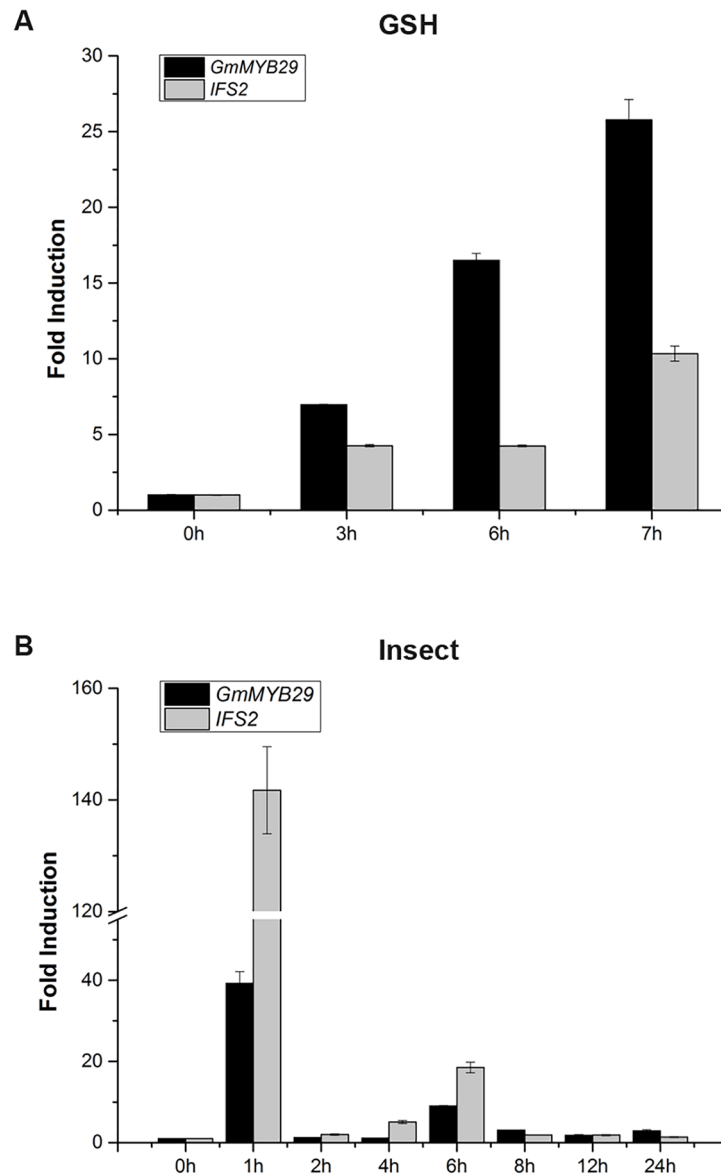 A
GSH
30
25
20
15
10
5
0
Fold Induction
GmMYB29
IFS2
0h
3h
6h
7h
B
Insect
160
140
120
40
20
0
Fold Induction
GmMYB29
IFS2
0h
1h
2h
4h
6h
8h
12h
24h